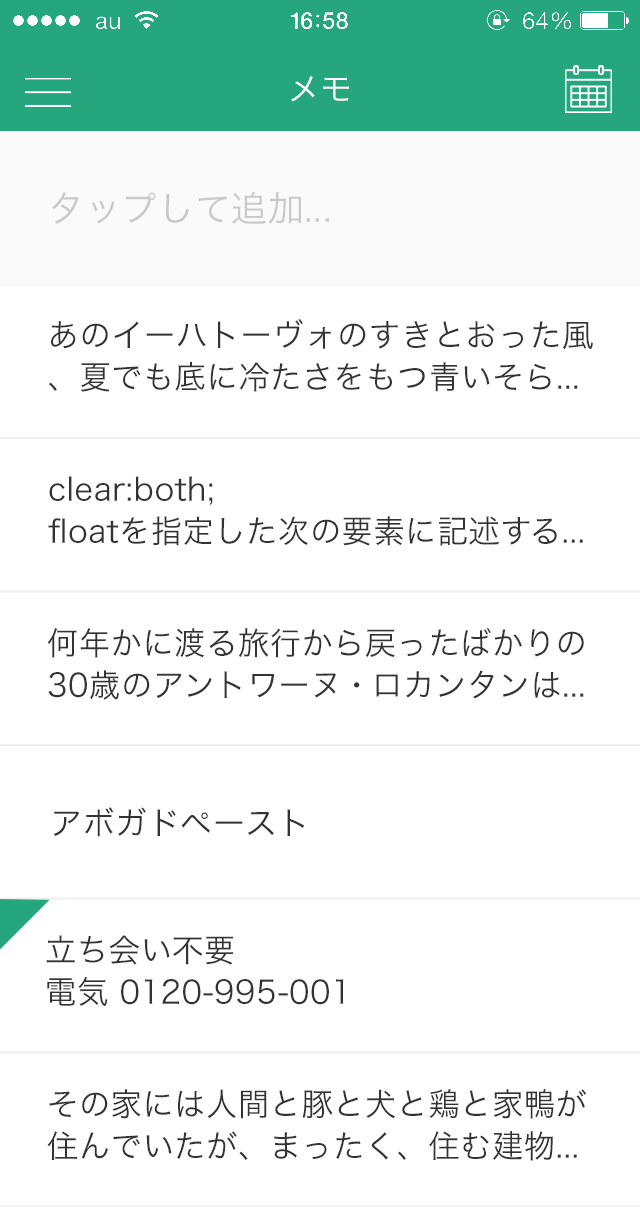 au 16:58 64%
メモ
タップして追加...
あのイーハトーヴォのすきとおった風
、夏でも底に冷たさをもつ青いそら...
clear:both;
floatを指定した次の要素に記述する...
何年かに渡る旅行から戻ったばかりの
30歳のアントワーヌ・ロカンタンは...
アボガドペースト
立ち会い不要
電気 0120-995-001
その家には人間と豚と犬と鶏と家鴨が
住んでいたが、まったく、住む建物...